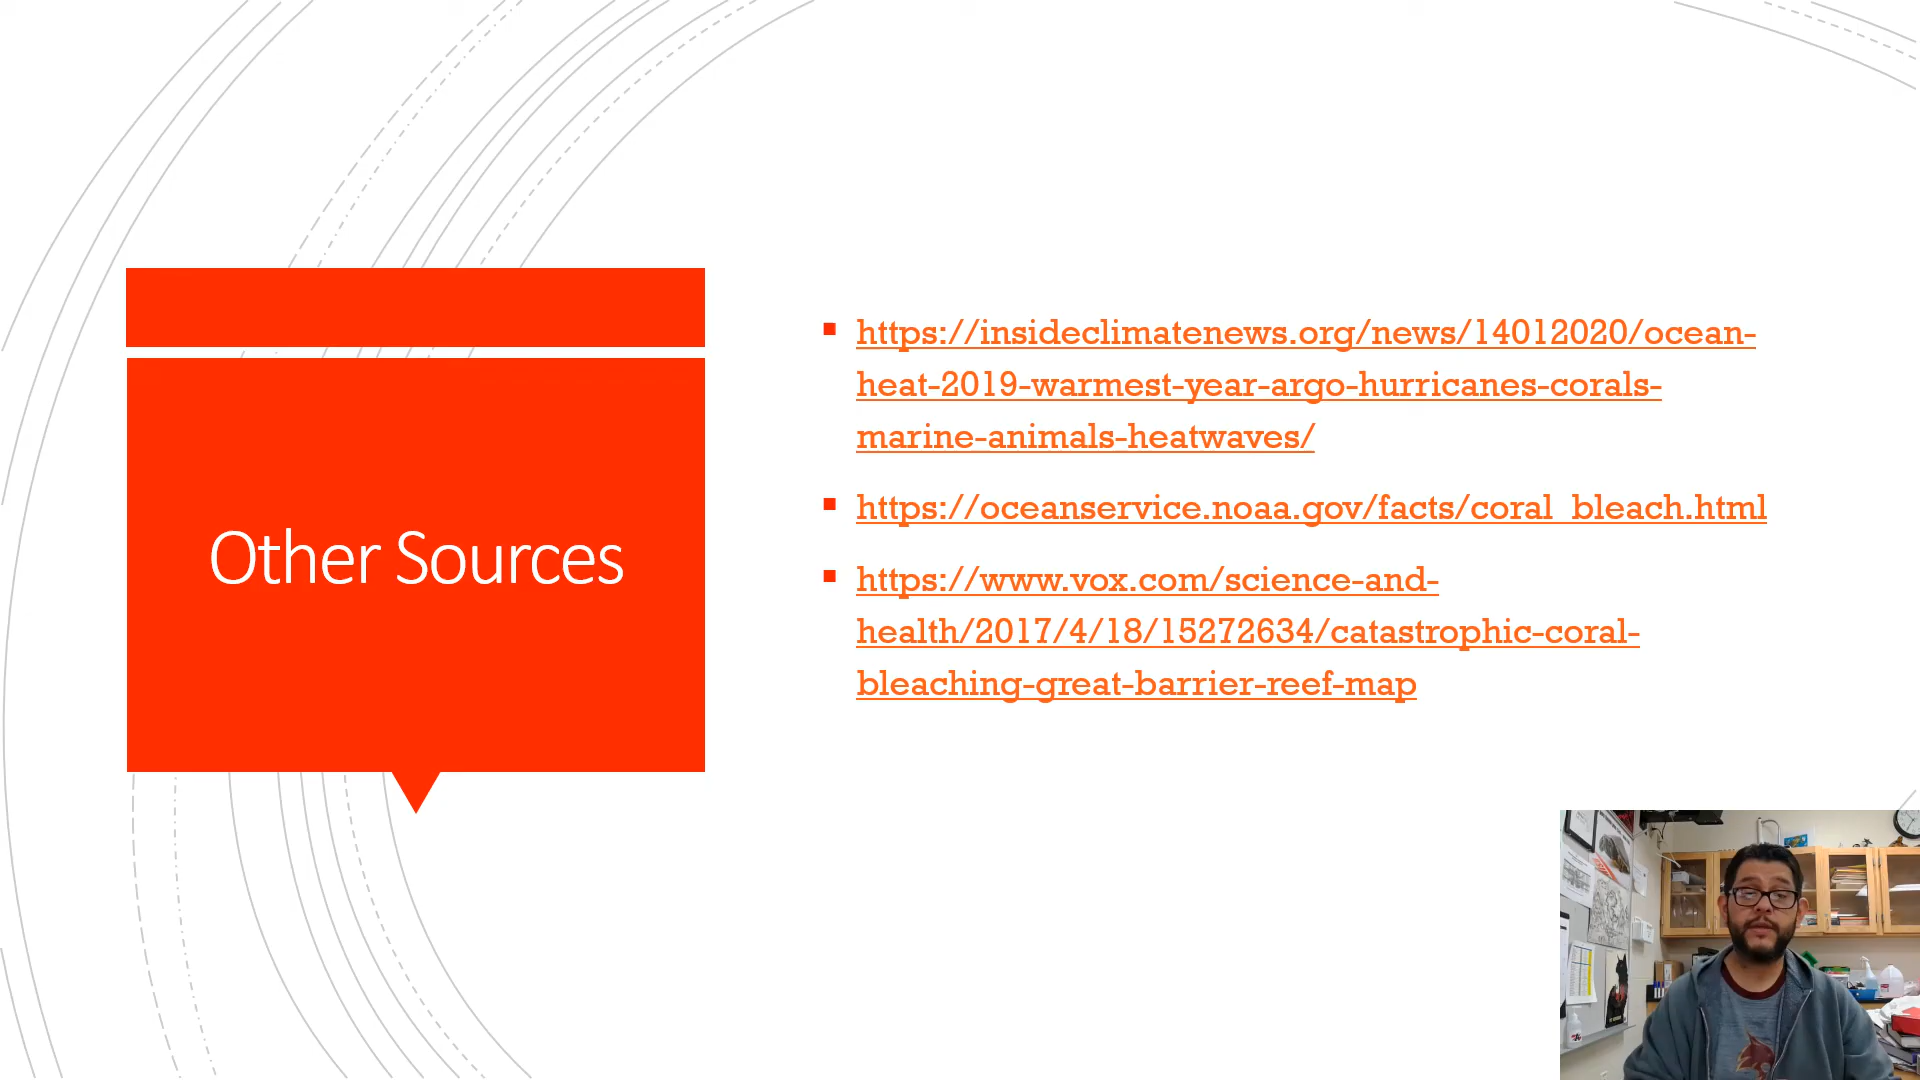 Other Sources
https://insideclimatenews.org/news/14012020/ocean-
heat-2019-warmest-year-argo-hurricanes-corals-
marine-animals-heatwaves/
https://oceanservice.noaa.gov/facts/coral_bleach.html
https://www.vox.com/science-and-
health/2017/4/18/15272634/catastrophic-coral-
bleaching-great-barrier-reef-map